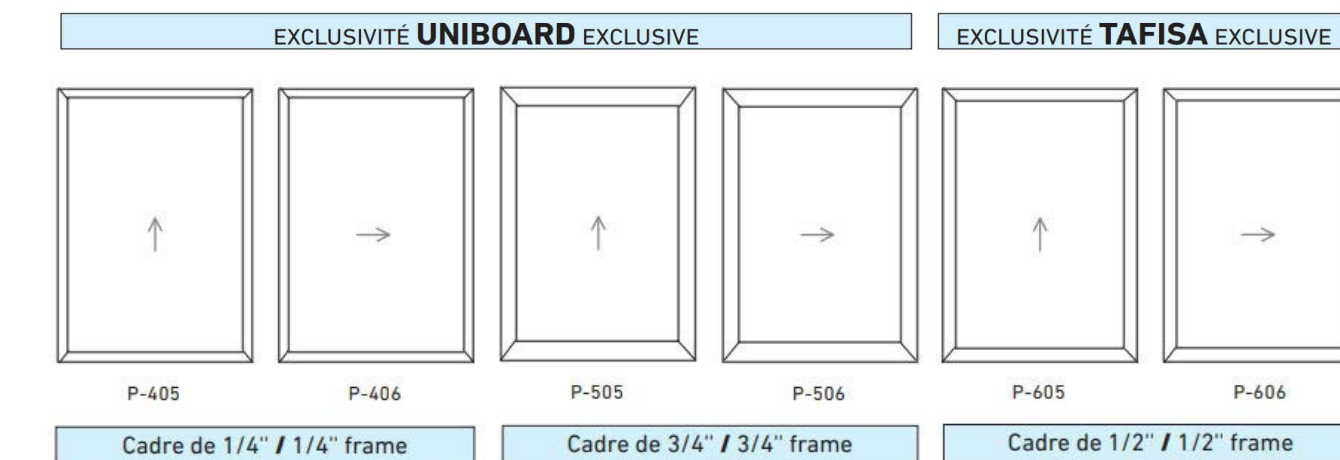 EXCLUSIVITÉ UNIBOARD EXCLUSIVE
EXCLUSIVITÉ TAFISA EXCLUSIVE
P-405
P-406
P-505
P-506
P-605
P-606
Cadre de 1/4" / 1/4" frame
Cadre de 3/4" / 3/4" frame
Cadre de 1/2" / 1/2" frame